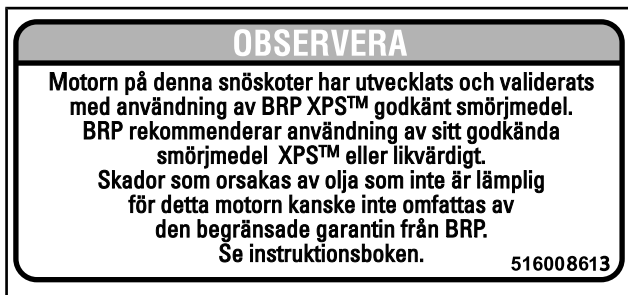 OBSERVERA
Motorn på denna snöskoter har utvecklats och validerats
med användning av BRP XPS™ godkänt smörjmedel.
BRP rekommenderar användning av sitt godkända
smörjmedel XPS™ eller likvärdigt.
Skador som orsakas av olja som inte är lämplig
för detta motorn kanske inte omfattas av
den begränsade garantin från BRP.
Se instruktionsboken.
516008613